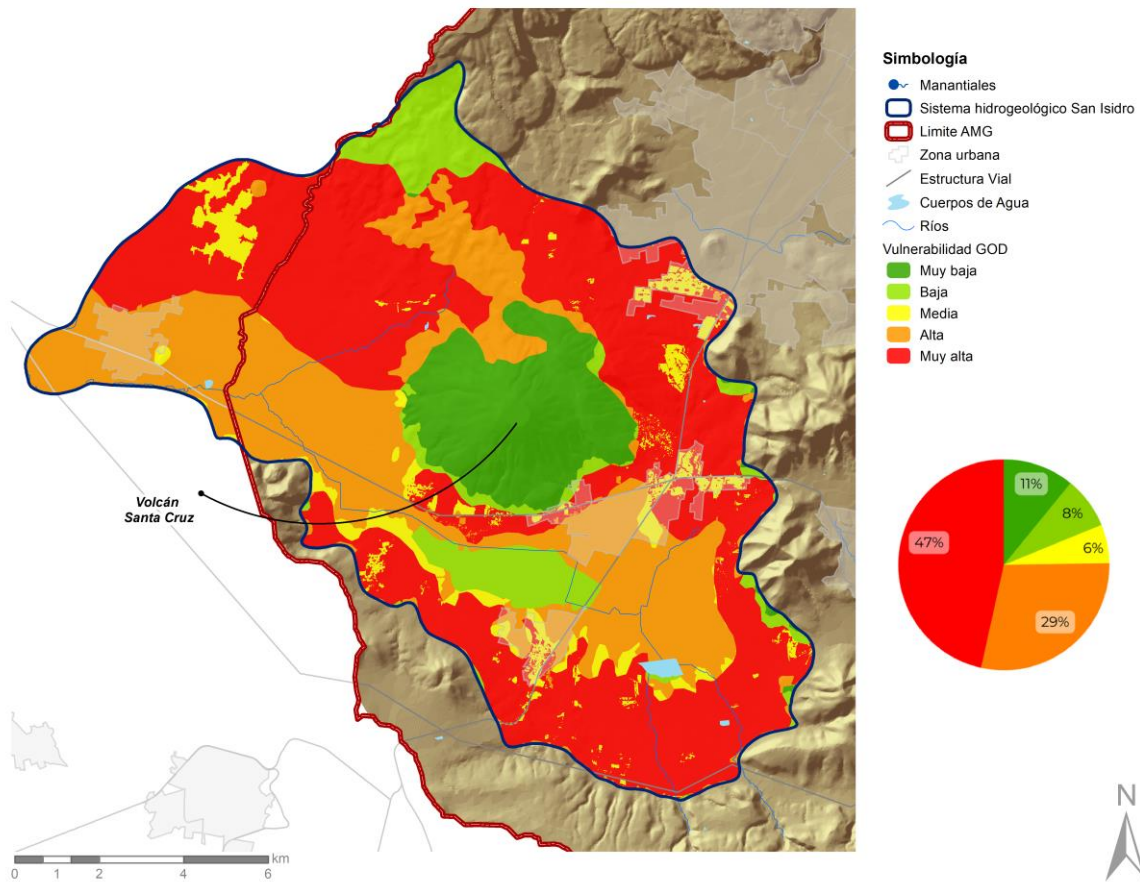 Simbología
Manantiales
Sistema hidrogeológico San Isidro
Limite AMG
Zona urbana
Estructura Vial
Cuerpos de Agua
Ríos
Vulnerabilidad GOD
Muy baja
Baja
Media
Alta
Muy alta
Volcán
Santa Cruz
11%
8%
6%
29%
47%
N
km
0 1 2 4 6